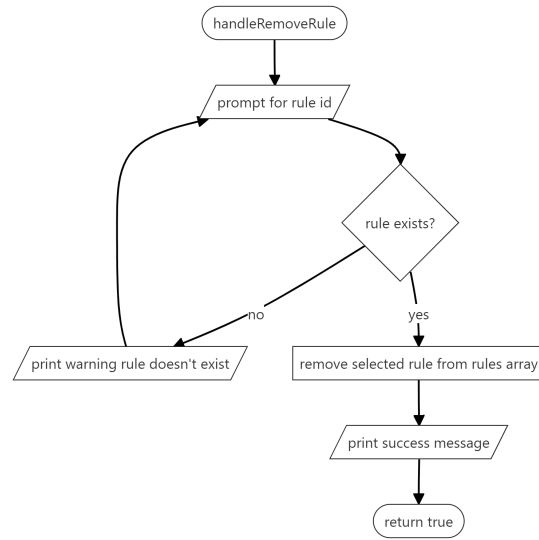 handleRemoveRule
prompt for rule id
rule exists?
no
yes
print warning rule doesn't exist
remove selected rule from rules array
print success message
return true